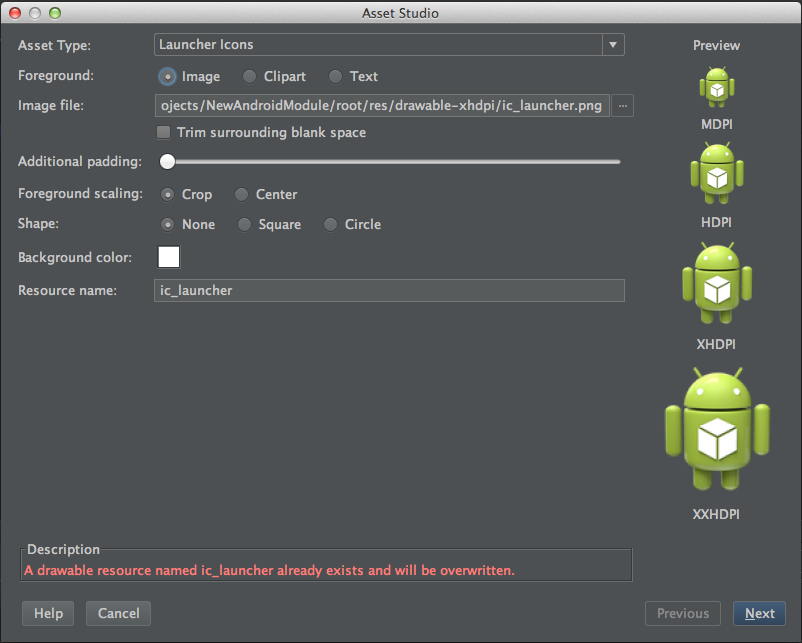 Asset Studio
Asset Type: Launcher Icons
Preview
Foreground: Image Clipart Text
Image file: ojects/NewAndroidModule/root/res/drawable-xhdpi/ic_launcher.png ...
MDPI
Trim surrounding blank space
Additional padding:
Foreground scaling: Crop Center
HDPI
Shape: None Square Circle
Background color:
Resource name: ic_launcher
XHDPI
XXHDPI
Description
A drawable resource named ic_launcher already exists and will be overwritten.
Help Cancel Previous Next